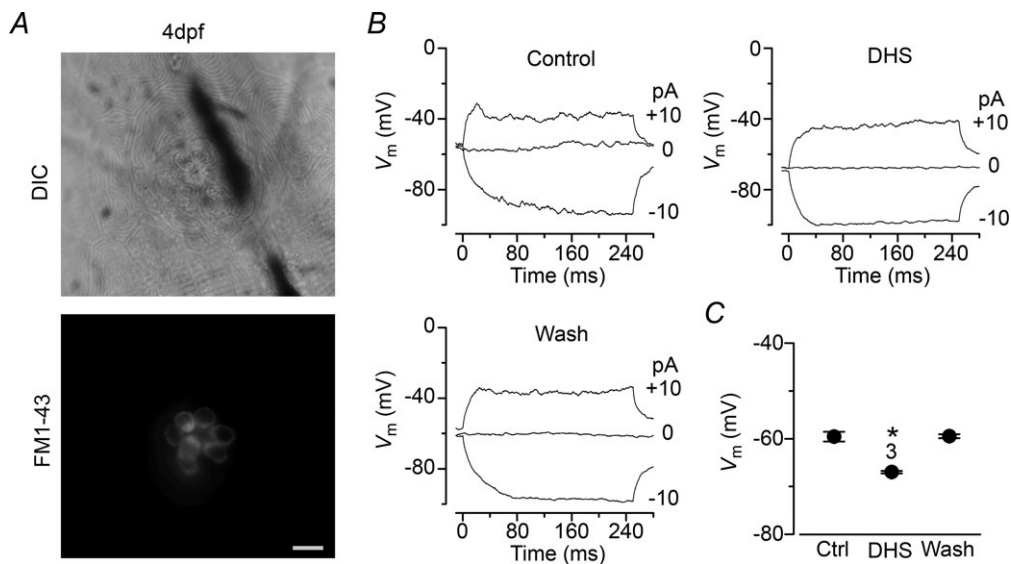 A
4dpf
DIC
FM1-43
B
Control
0
-40
-80
Vm (mV)
pA
+10
0
-10
0 80 160 240
Time (ms)
DHS
0
-40
-80
Vm (mV)
pA
+10
0
-10
0 80 160 240
Time (ms)
Wash
0
-40
-80
Vm (mV)
pA
+10
0
-10
0 80 160 240
Time (ms)
C
-40
-60
-80
Vm (mV)
*
3
Ctrl DHS Wash